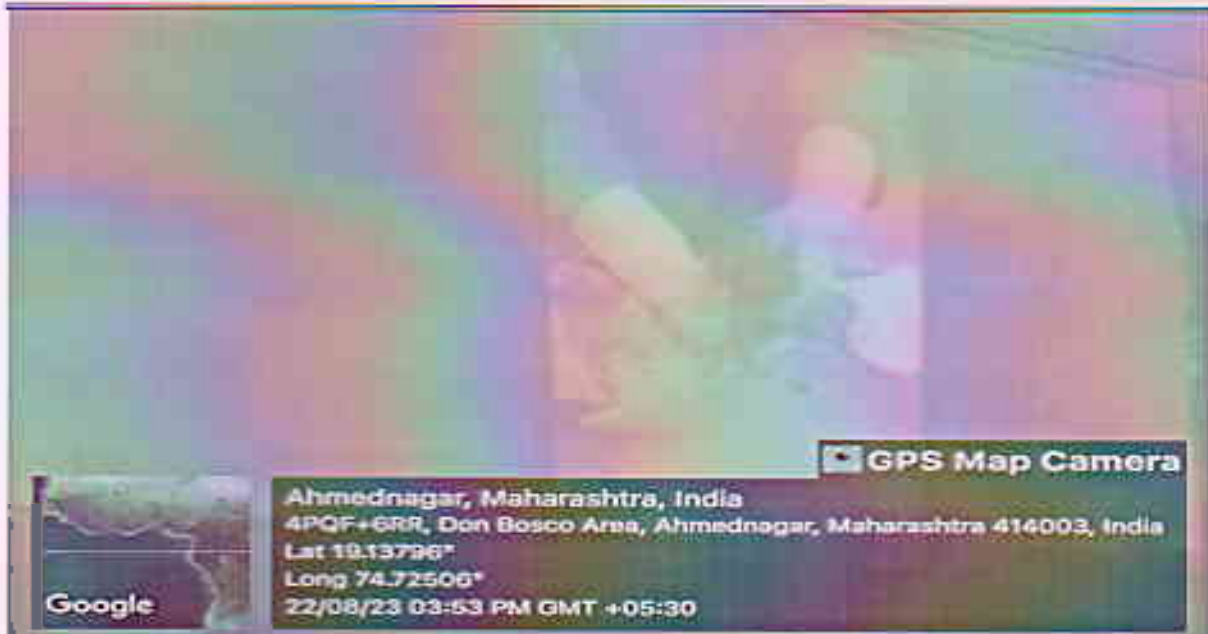 GPS Map Camera
Ahmednagar, Maharashtra, India
4PQF+6RR, Don Bosco Area, Ahmednagar, Maharashtra 414003, India
Lat 19.13796°
Long 74.72506°
22/08/23 03:53 PM GMT +05:30
Google